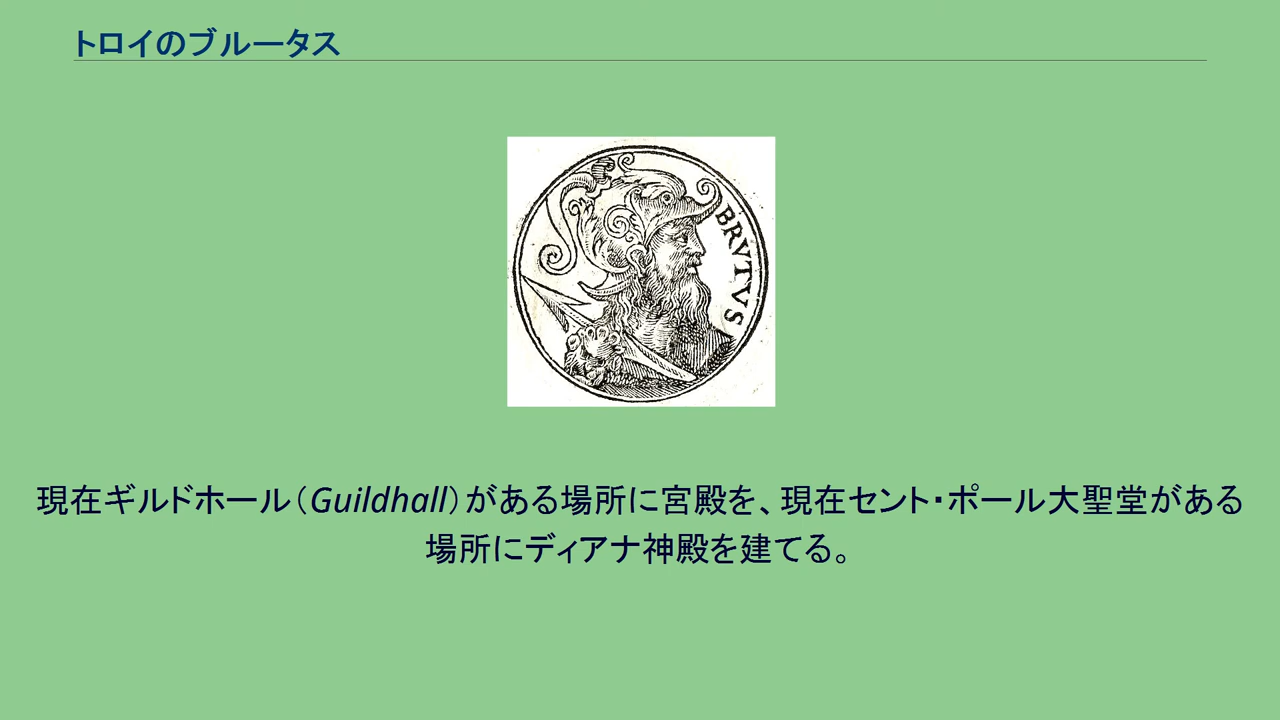 トロイのブルータス
BRVTVS
現在ギルドホール（Guildhall）がある場所に宮殿を、現在セント・ポール大聖堂がある
場所にディアナ神殿を建てる。